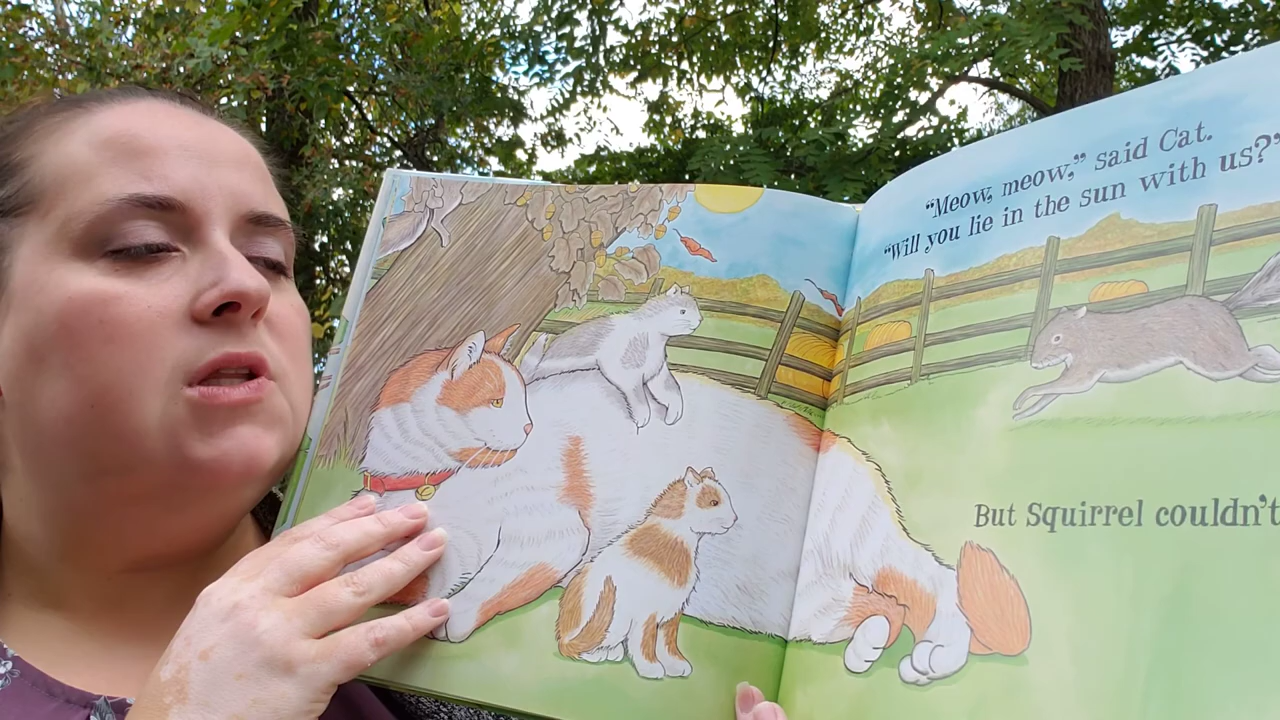 “Meow, meow,” said Cat.
“Will you lie in the sun with us?”
But Squirrel couldn't